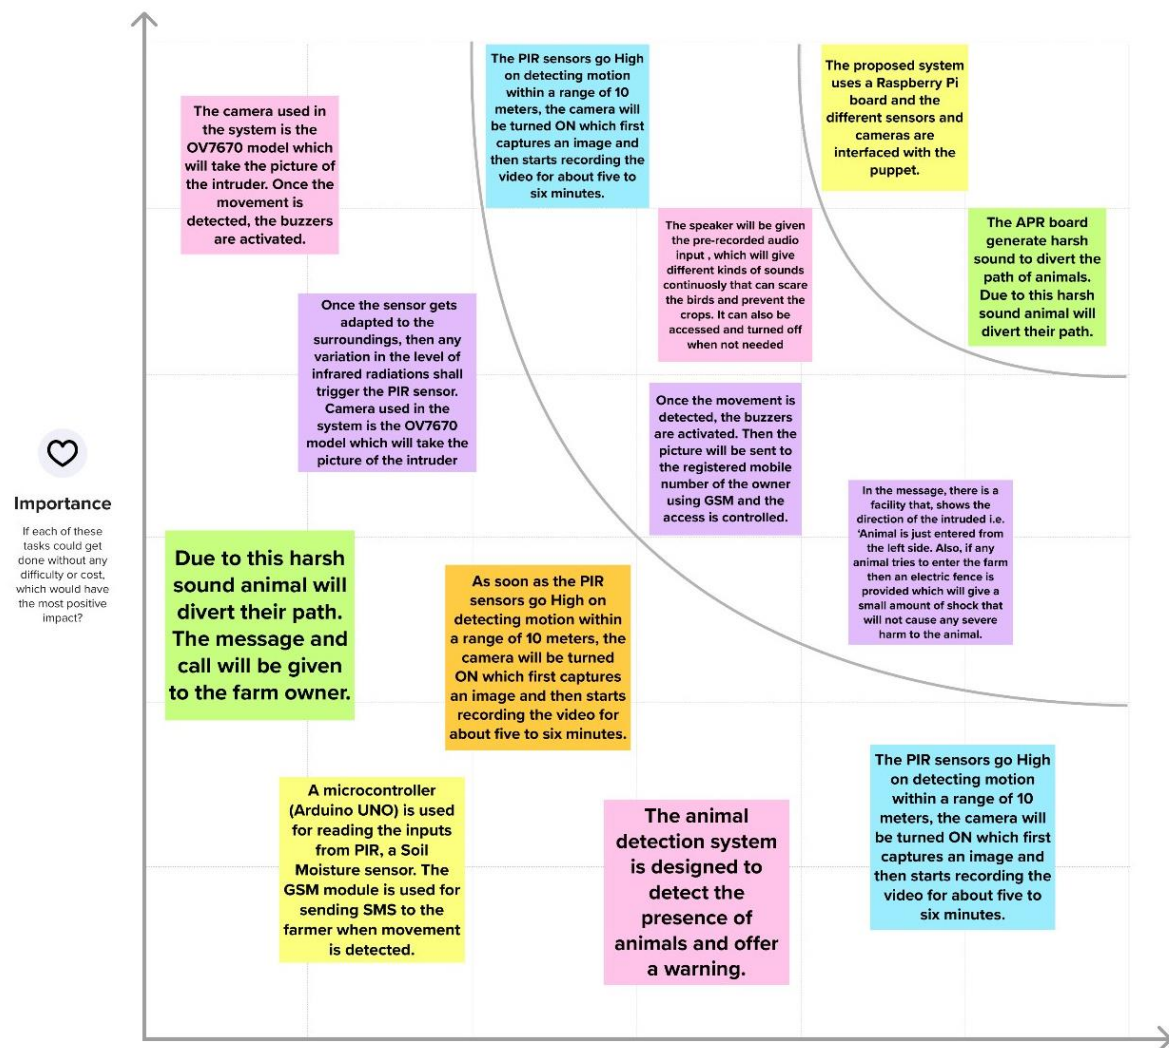 The PIR sensors go High
on detecting motion
within a range of 10
meters, the camera will
be turned ON which first
captures an image and
then starts recording the
video for about five to
six minutes.
The proposed system
uses a Raspberry Pi
board and the
different sensors and
cameras are
interfaced with the
puppet.
The camera used in
the system is the
OV7670 model which
will take the picture of
the intruder. Once the
movement is
detected, the buzzers
are activated.
The speaker will be given
the pre-recorded audio
input , which will give
different kinds of sounds
continuosly that can scare
the birds and prevent the
crops. It can also be
accessed and turned off
when not needed
The APR board
generate harsh
sound to divert the
path of animals.
Due to this harsh
sound animal will
divert their path.
Once the sensor gets
adapted to the
surroundings, then any
variation in the level of
infrared radiations shall
trigger the PIR sensor.
Camera used in the
system is the OV7670
model which will take the
picture of the intruder
Once the movement is
detected, the buzzers
are activated. Then the
picture will be sent to
the registered mobile
number of the owner
using GSM and the
access is controlled.
In the message, there is a
facility that, shows the
direction of the intruded i.e.
‘Animal is just entered from
the left side. Also, if any
animal tries to enter the farm
then an electric fence is
provided which will give a
small amount of shock that
will not cause any severe
harm to the animal.
Importance
If each of these
tasks could get
done without any
difficulty or cost,
which would have
the most positive
impact?
Due to this harsh
sound animal will
divert their path.
The message and
call will be given
to the farm owner.
As soon as the PIR
sensors go High on
detecting motion within
a range of 10 meters, the
camera will be turned
ON which first captures
an image and then starts
recording the video for
about five to six minutes.
A microcontroller
(Arduino UNO) is used
for reading the inputs
from PIR, a Soil
Moisture sensor. The
GSM module is used for
sending SMS to the
farmer when movement
is detected.
The animal
detection system
is designed to
detect the
presence of
animals and offer
a warning.
The PIR sensors go High
on detecting motion
within a range of 10
meters, the camera will
be turned ON which first
captures an image and
then starts recording the
video for about five to
six minutes.